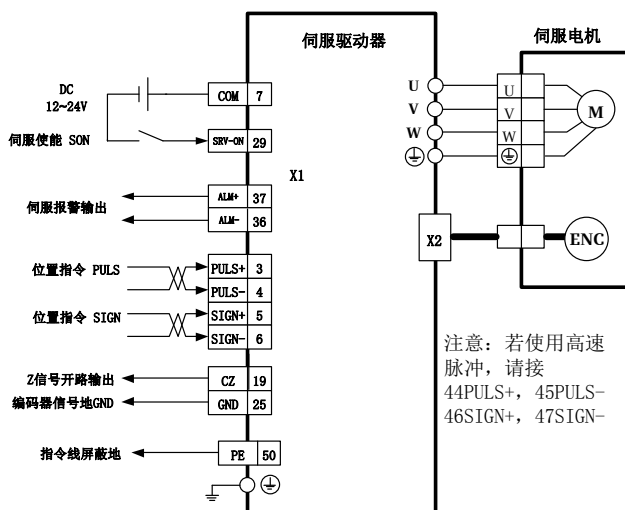 伺服驱动器
伺服电机
DC
12~24V
COM 7
伺服使能 SON
SRV-ON 29
X1
伺服报警输出
ALM+ 37
ALM- 36
位置指令 PULS
PULS+ 3
PULS- 4
位置指令 SIGN
SIGN+ 5
SIGN- 6
Z信号开路输出
CZ 19
编码器信号地GND
GND 25
指令线屏蔽地
PE 50
U
V
W
U
V
W
M
X2
ENC
注意：若使用高速
脉冲，请接
44PULS+，45PULS-
46SIGN+，47SIGN-